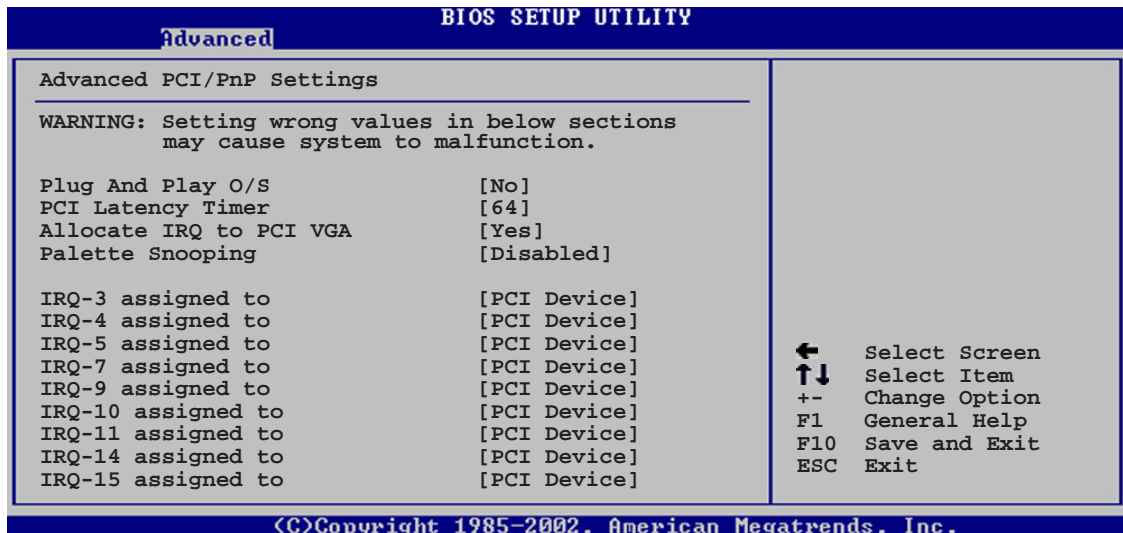 BIOS SETUP UTILITY
Advanced
Advanced PCI/PnP Settings
WARNING: Setting wrong values in below sections
may cause system to malfunction.
Plug And Play O/S [No]
PCI Latency Timer [64]
Allocate IRQ to PCI VGA [Yes]
Palette Snooping [Disabled]
IRQ-3 assigned to [PCI Device]
IRQ-4 assigned to [PCI Device]
IRQ-5 assigned to [PCI Device]
IRQ-7 assigned to [PCI Device]
IRQ-9 assigned to [PCI Device]
IRQ-10 assigned to [PCI Device]
IRQ-11 assigned to [PCI Device]
IRQ-14 assigned to [PCI Device]
IRQ-15 assigned to [PCI Device]
← Select Screen
↑↓ Select Item
+- Change Option
F1 General Help
F10 Save and Exit
ESC Exit
(C)Copyright 1985-2002, American Megatrends, Inc.